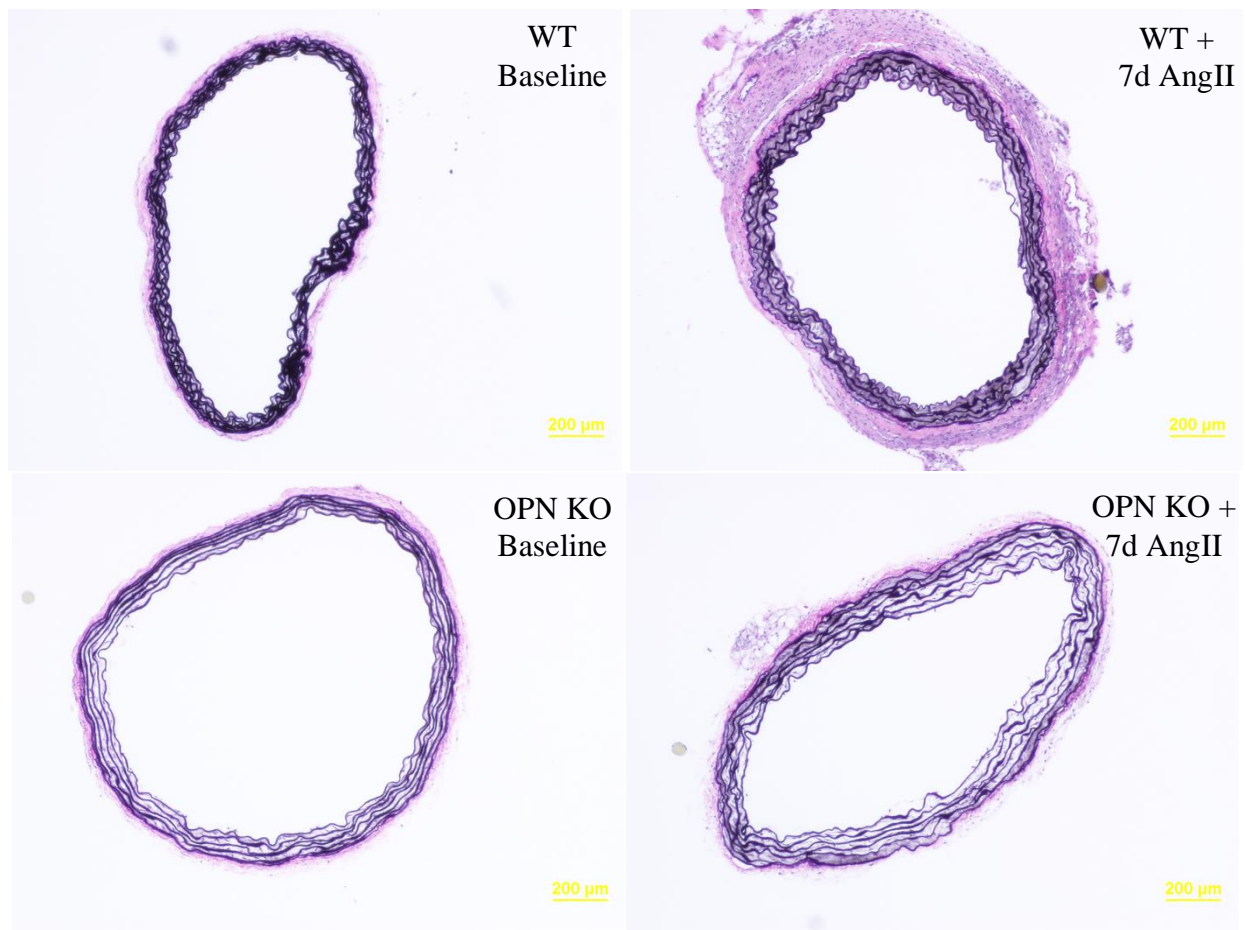 WT
Baseline
200 µm
WT +
7d AngII
200 µm
OPN KO
Baseline
200 µm
OPN KO +
7d AngII
200 µm